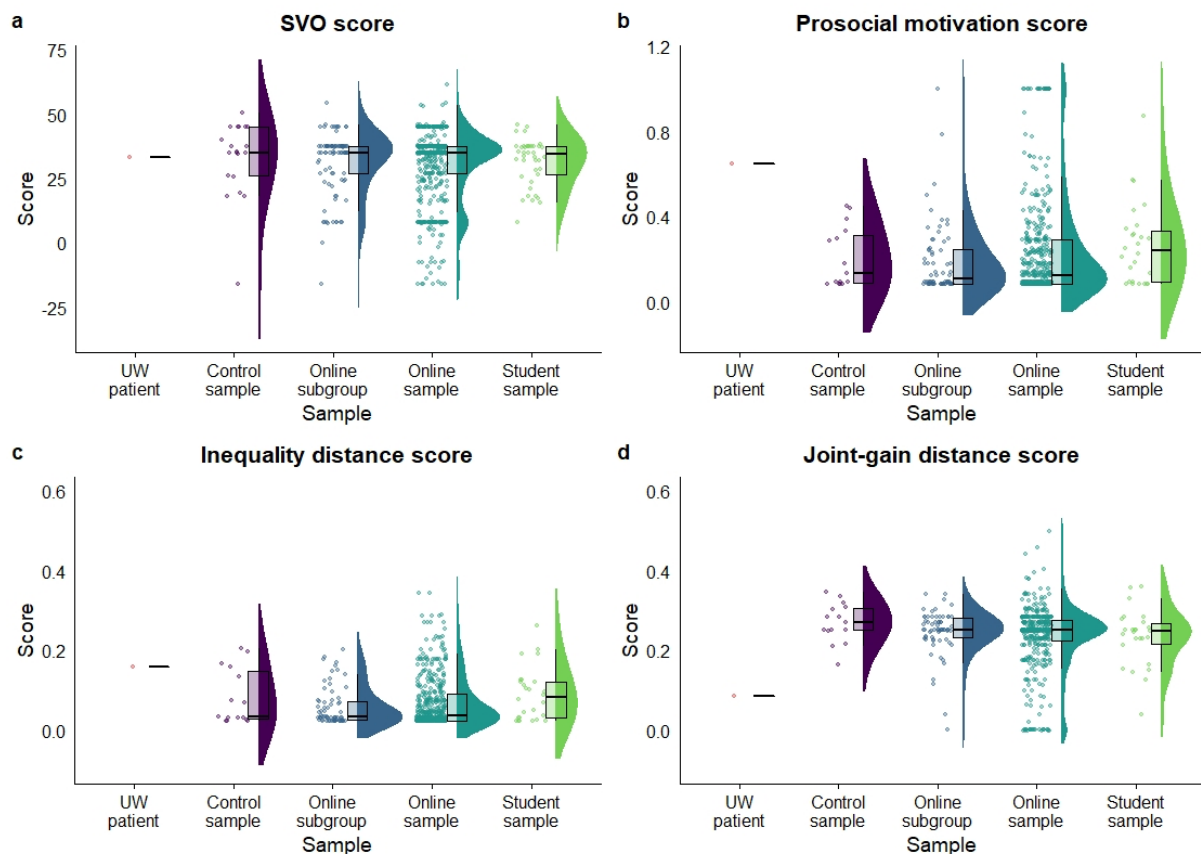 a
SVO score
75
50
25
0
-25
Score
UW patient
Control sample
Online subgroup
Online sample
Student sample
Sample
b
Prosocial motivation score
1.2
0.8
0.4
0.0
Score
UW patient
Control sample
Online subgroup
Online sample
Student sample
Sample
c
Inequality distance score
0.6
0.4
0.2
0.0
Score
UW patient
Control sample
Online subgroup
Online sample
Student sample
Sample
d
Joint-gain distance score
0.6
0.4
0.2
0.0
Score
UW patient
Control sample
Online subgroup
Online sample
Student sample
Sample